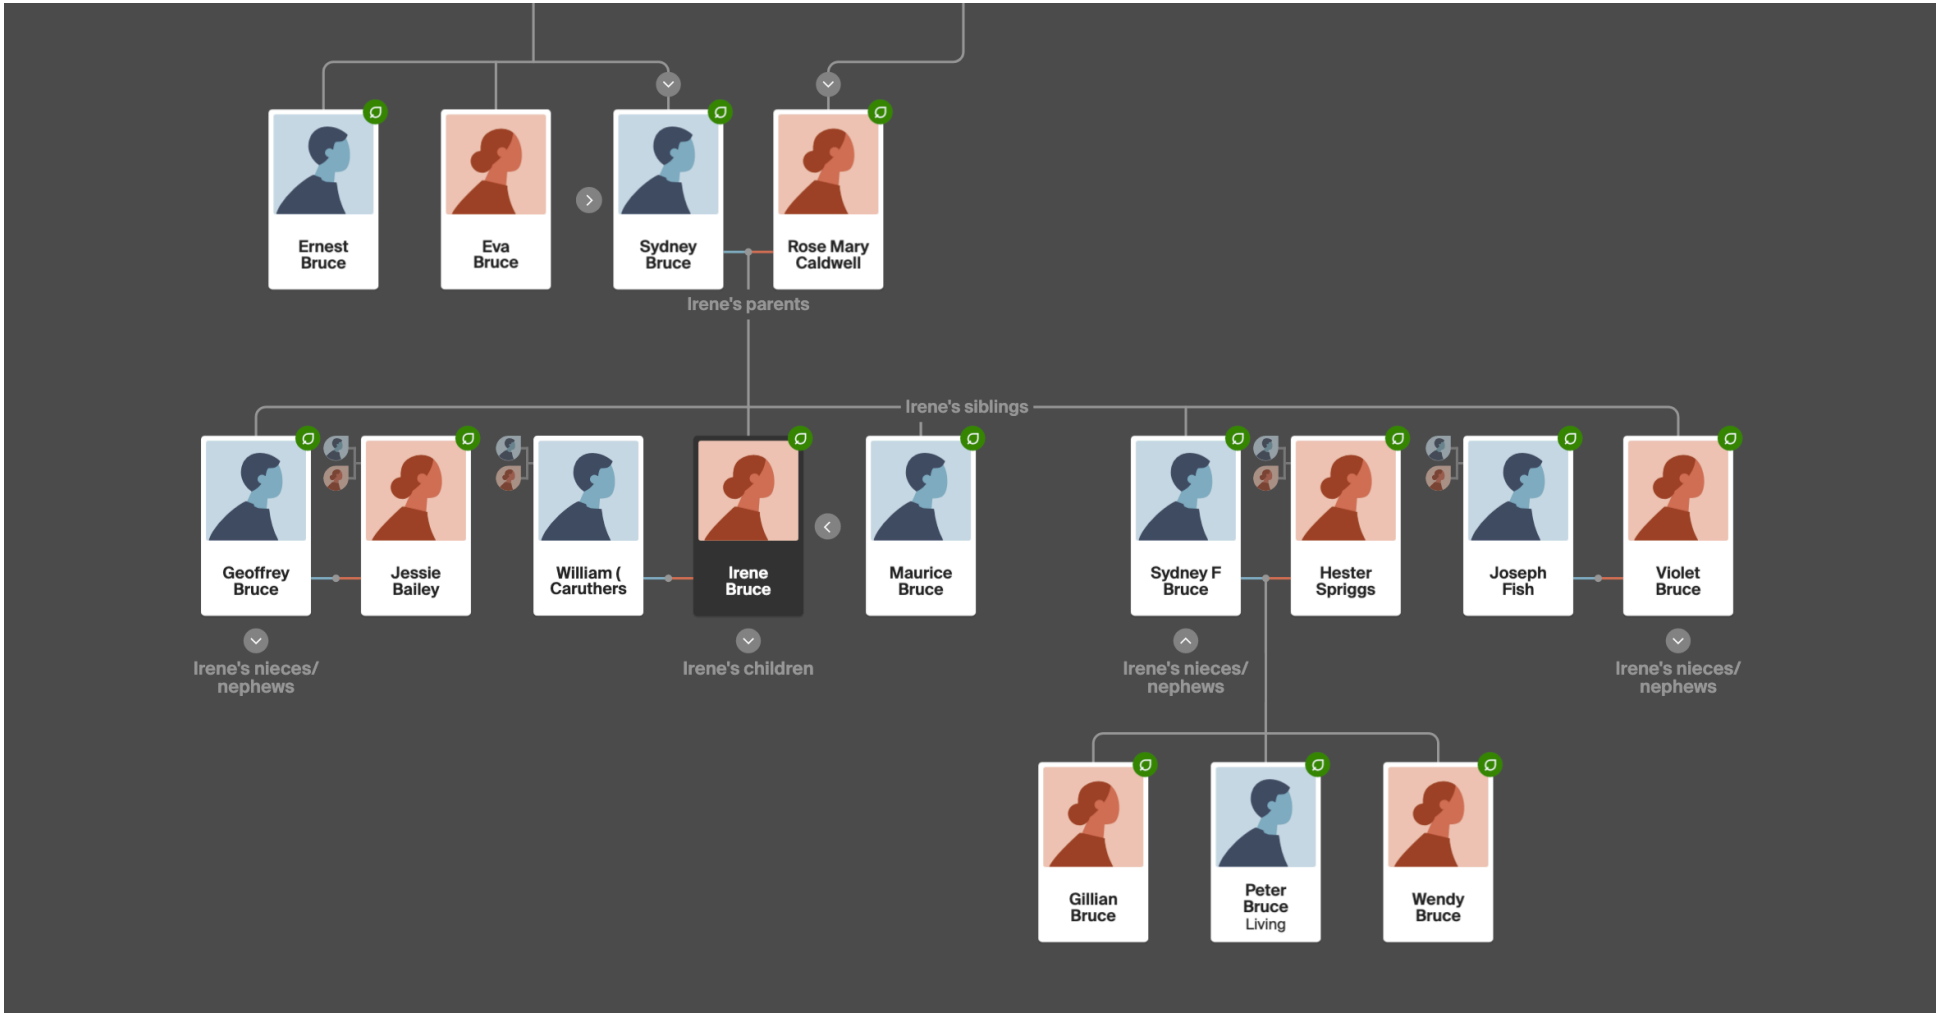 Ernest
Bruce
Eva
Bruce
Sydney
Bruce
Rose Mary
Caldwell
Irene's parents
Irene's siblings
Geoffrey
Bruce
Jessie
Bailey
William (
Caruthers
Irene
Bruce
Maurice
Bruce
Sydney F
Bruce
Hester
Spriggs
Joseph
Fish
Violet
Bruce
Irene's nieces/
nephews
Irene's children
Irene's nieces/
nephews
Irene's nieces/
nephews
Gillian
Bruce
Peter
Bruce
Living
Wendy
Bruce